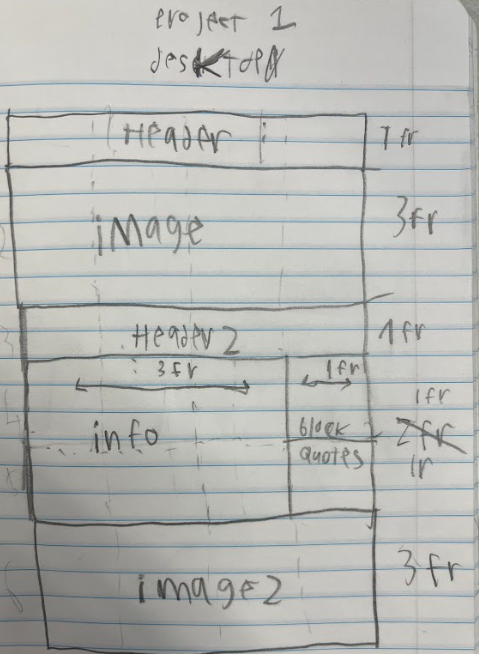 project 1
desktop
Header 1fr
image 3fr
Header 2 1fr
3fr 1fr
1fr
info block 2fr
quotes 1r
image2 3fr